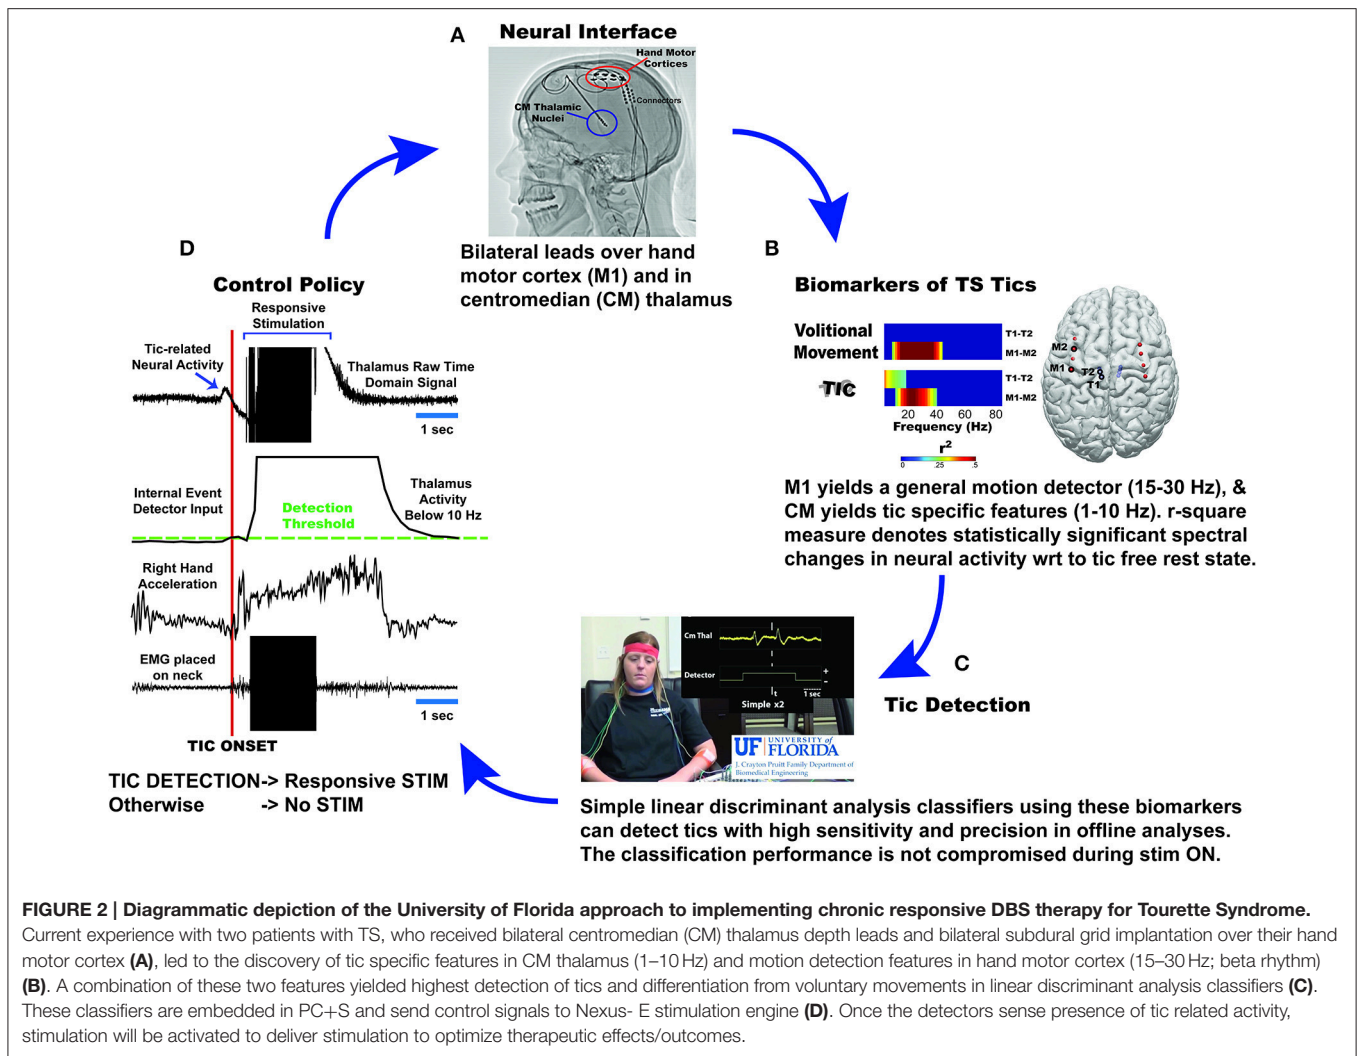 A
Neural Interface
Hand Motor
Cortices
Connectors
CM Thalamic
Nuclei
Bilateral leads over hand
motor cortex (M1) and in
centromedian (CM) thalamus
B
Biomarkers of TS Tics
Volitional
Movement
T1-T2
M1-M2
TIC
T1-T2
M1-M2
20 40 60 80
Frequency (Hz)
r2
0 .25 .5
M2
M1
T2
T1
M1 yields a general motion detector (15-30 Hz), &
CM yields tic specific features (1-10 Hz). r-square
measure denotes statistically significant spectral
changes in neural activity wrt to tic free rest state.
C
Tic Detection
Cm Thal
Detector
+
-
t
1 sec
Simple x2
UF UNIVERSITY of
FLORIDA
J. Crayton Pruitt Family Department of
Biomedical Engineering
Simple linear discriminant analysis classifiers using these biomarkers
can detect tics with high sensitivity and precision in offline analyses.
The classification performance is not compromised during stim ON.
D
Control Policy
Responsive
Stimulation
Tic-related
Neural Activity
Thalamus Raw Time
Domain Signal
1 sec
Internal Event
Detector Input
Detection
Threshold
Thalamus
Activity
Below 10 Hz
Right Hand
Acceleration
EMG placed
on neck
1 sec
TIC ONSET
TIC DETECTION-> Responsive STIM
Otherwise -> No STIM
FIGURE 2 | Diagrammatic depiction of the University of Florida approach to implementing chronic responsive DBS therapy for Tourette Syndrome.
Current experience with two patients with TS, who received bilateral centromedian (CM) thalamus depth leads and bilateral subdural grid implantation over their hand
motor cortex (A), led to the discovery of tic specific features in CM thalamus (1–10 Hz) and motion detection features in hand motor cortex (15–30 Hz; beta rhythm)
(B). A combination of these two features yielded highest detection of tics and differentiation from voluntary movements in linear discriminant analysis classifiers (C).
These classifiers are embedded in PC+S and send control signals to Nexus- E stimulation engine (D). Once the detectors sense presence of tic related activity,
stimulation will be activated to deliver stimulation to optimize therapeutic effects/outcomes.